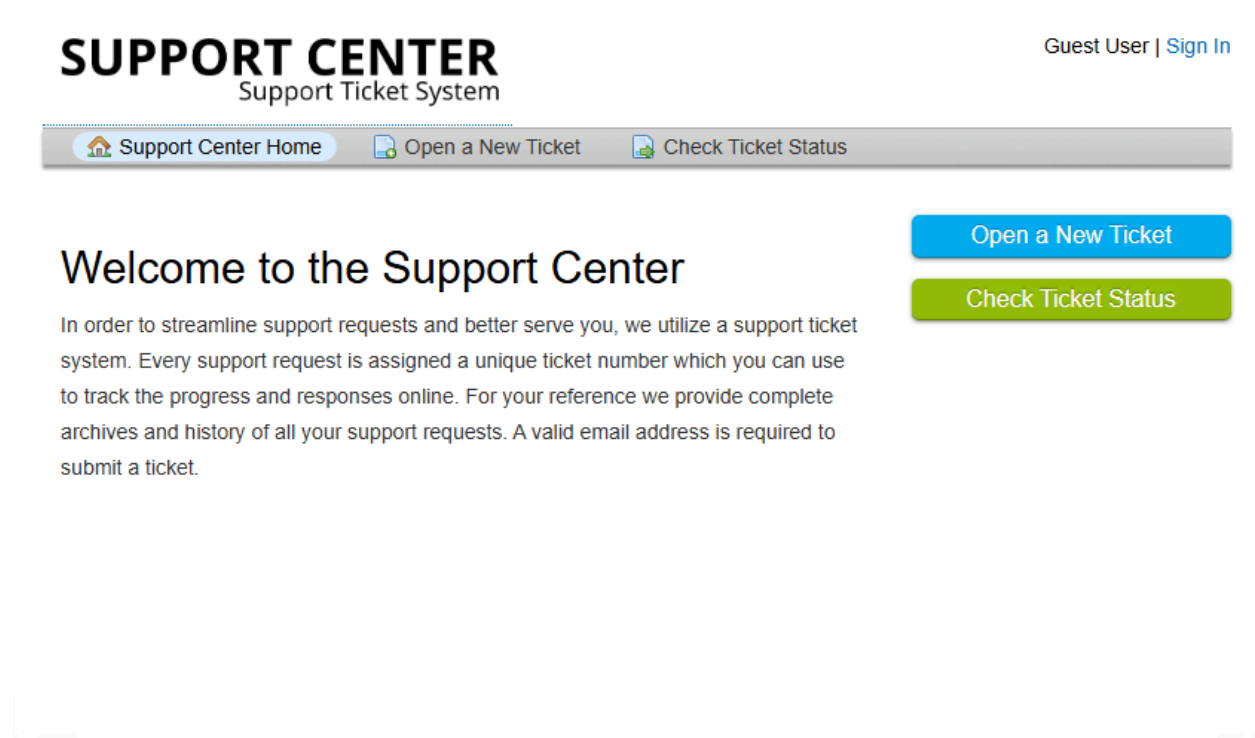 SUPPORT CENTER
Support Ticket System
Guest User | Sign In
Support Center Home Open a New Ticket Check Ticket Status
Open a New Ticket
Check Ticket Status
Welcome to the Support Center
In order to streamline support requests and better serve you, we utilize a support ticket
system. Every support request is assigned a unique ticket number which you can use
to track the progress and responses online. For your reference we provide complete
archives and history of all your support requests. A valid email address is required to
submit a ticket.